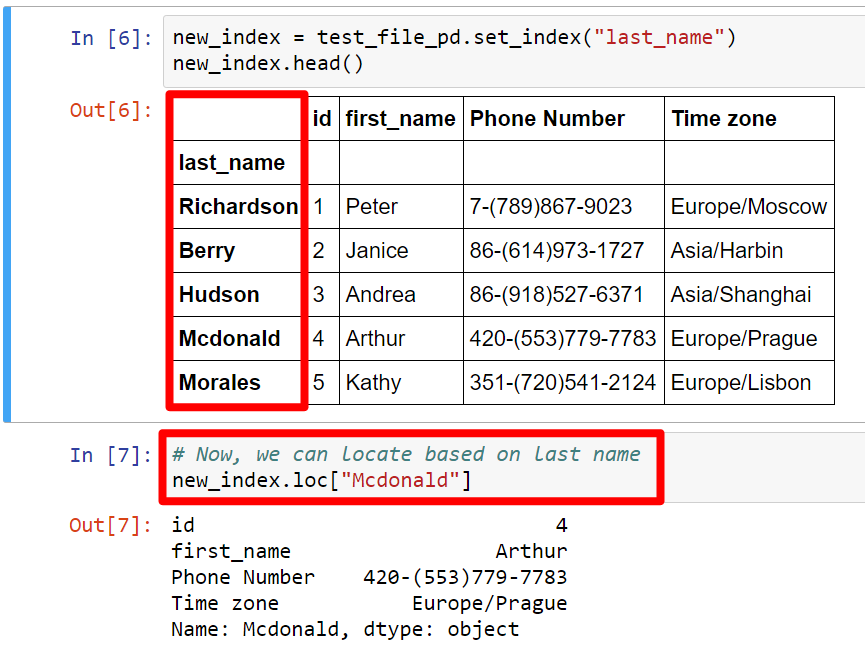 In [6]: new_index = test_file_pd.set_index("last_name")
new_index.head()
Out[6]: id first_name Phone Number Time zone
last_name
Richardson 1 Peter 7-(789)867-9023 Europe/Moscow
Berry 2 Janice 86-(614)973-1727 Asia/Harbin
Hudson 3 Andrea 86-(918)527-6371 Asia/Shanghai
Mcdonald 4 Arthur 420-(553)779-7783 Europe/Prague
Morales 5 Kathy 351-(720)541-2124 Europe/Lisbon
In [7]: # Now, we can locate based on last name
new_index.loc["Mcdonald"]
Out[7]: id 4
first_name Arthur
Phone Number 420-(553)779-7783
Time zone Europe/Prague
Name: Mcdonald, dtype: object